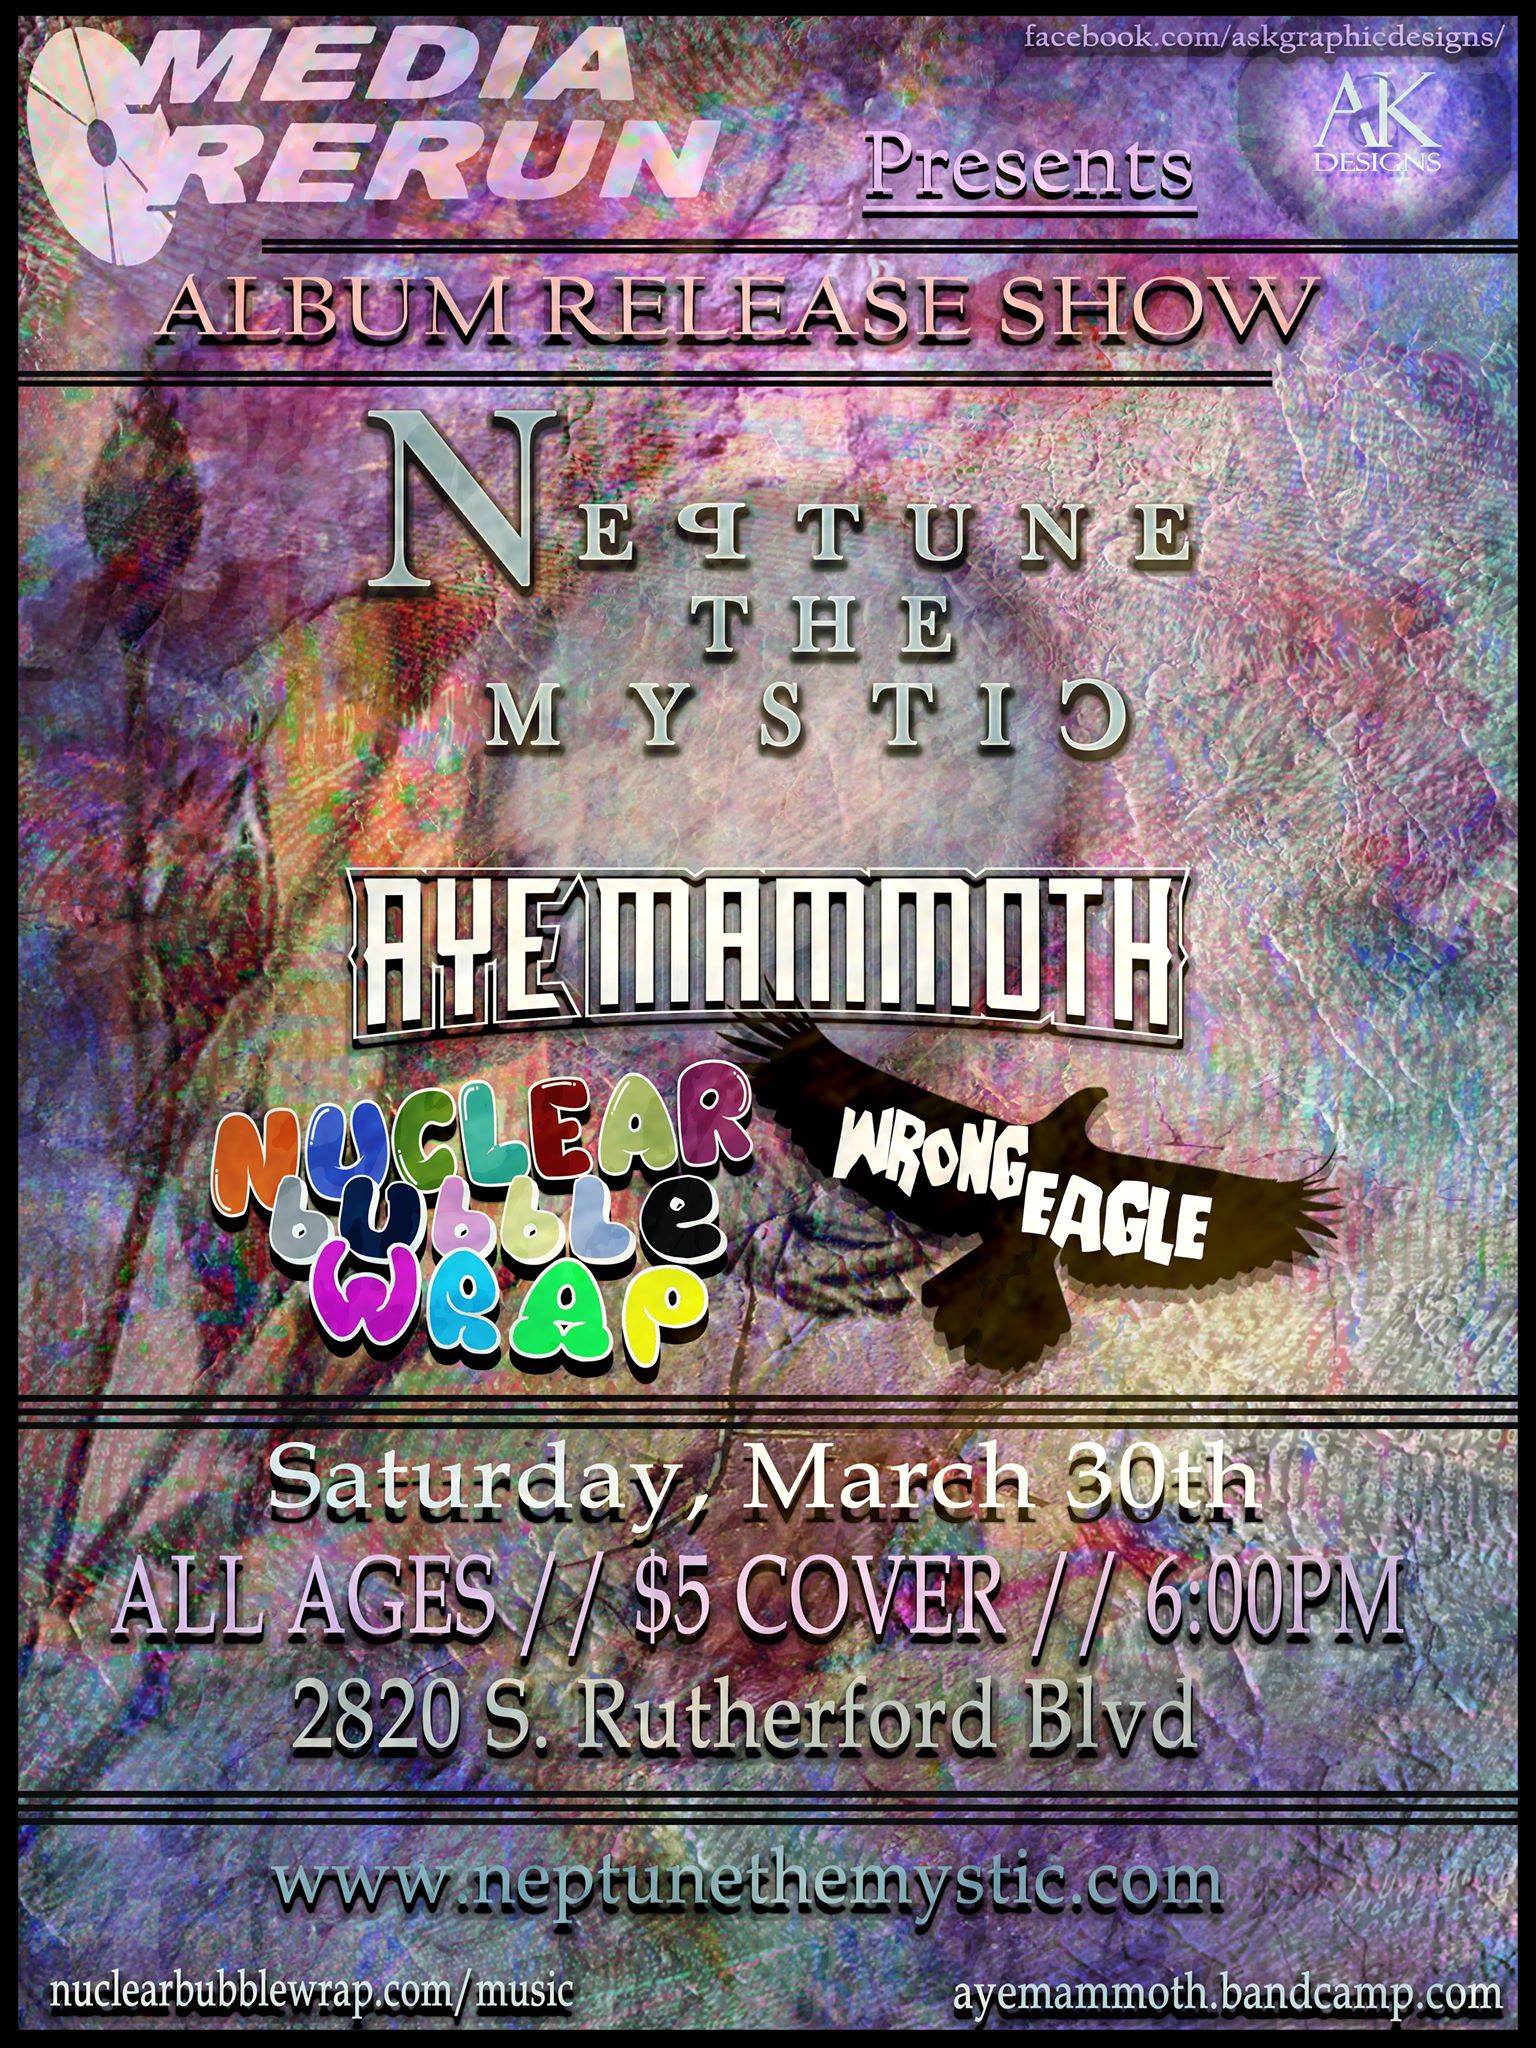 facebook.com/askgraphicdesigns/
MEDIA
RERUN
Presents
ASK
DESIGNS
ALBUM RELEASE SHOW
NEPTUNE
THE
MYSTIC
AYE MAMMOTH
NUCLEAR
bubble
WRAP
WRONG
EAGLE
Saturday, March 30th
ALL AGES // $5 COVER // 6:00PM
2820 S. Rutherford Blvd
www.neptunethemystic.com
nuclearbubblewrap.com/music
ayemammoth.bandcamp.com